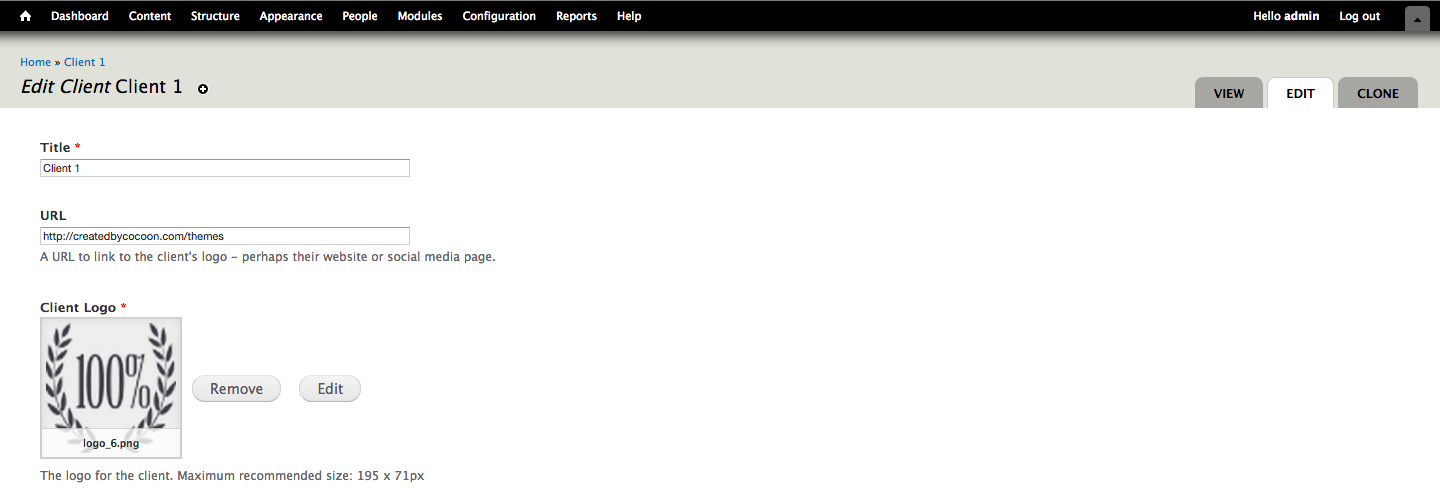 Dashboard Content Structure Appearance People Modules Configuration Reports Help Hello admin Log out
Home » Client 1
Edit Client Client 1
VIEW EDIT CLONE
Title *
Client 1
URL
http://createdbycocoon.com/themes
A URL to link to the client's logo – perhaps their website or social media page.
Client Logo *
100%
Remove Edit
logo_6.png
The logo for the client. Maximum recommended size: 195 x 71px